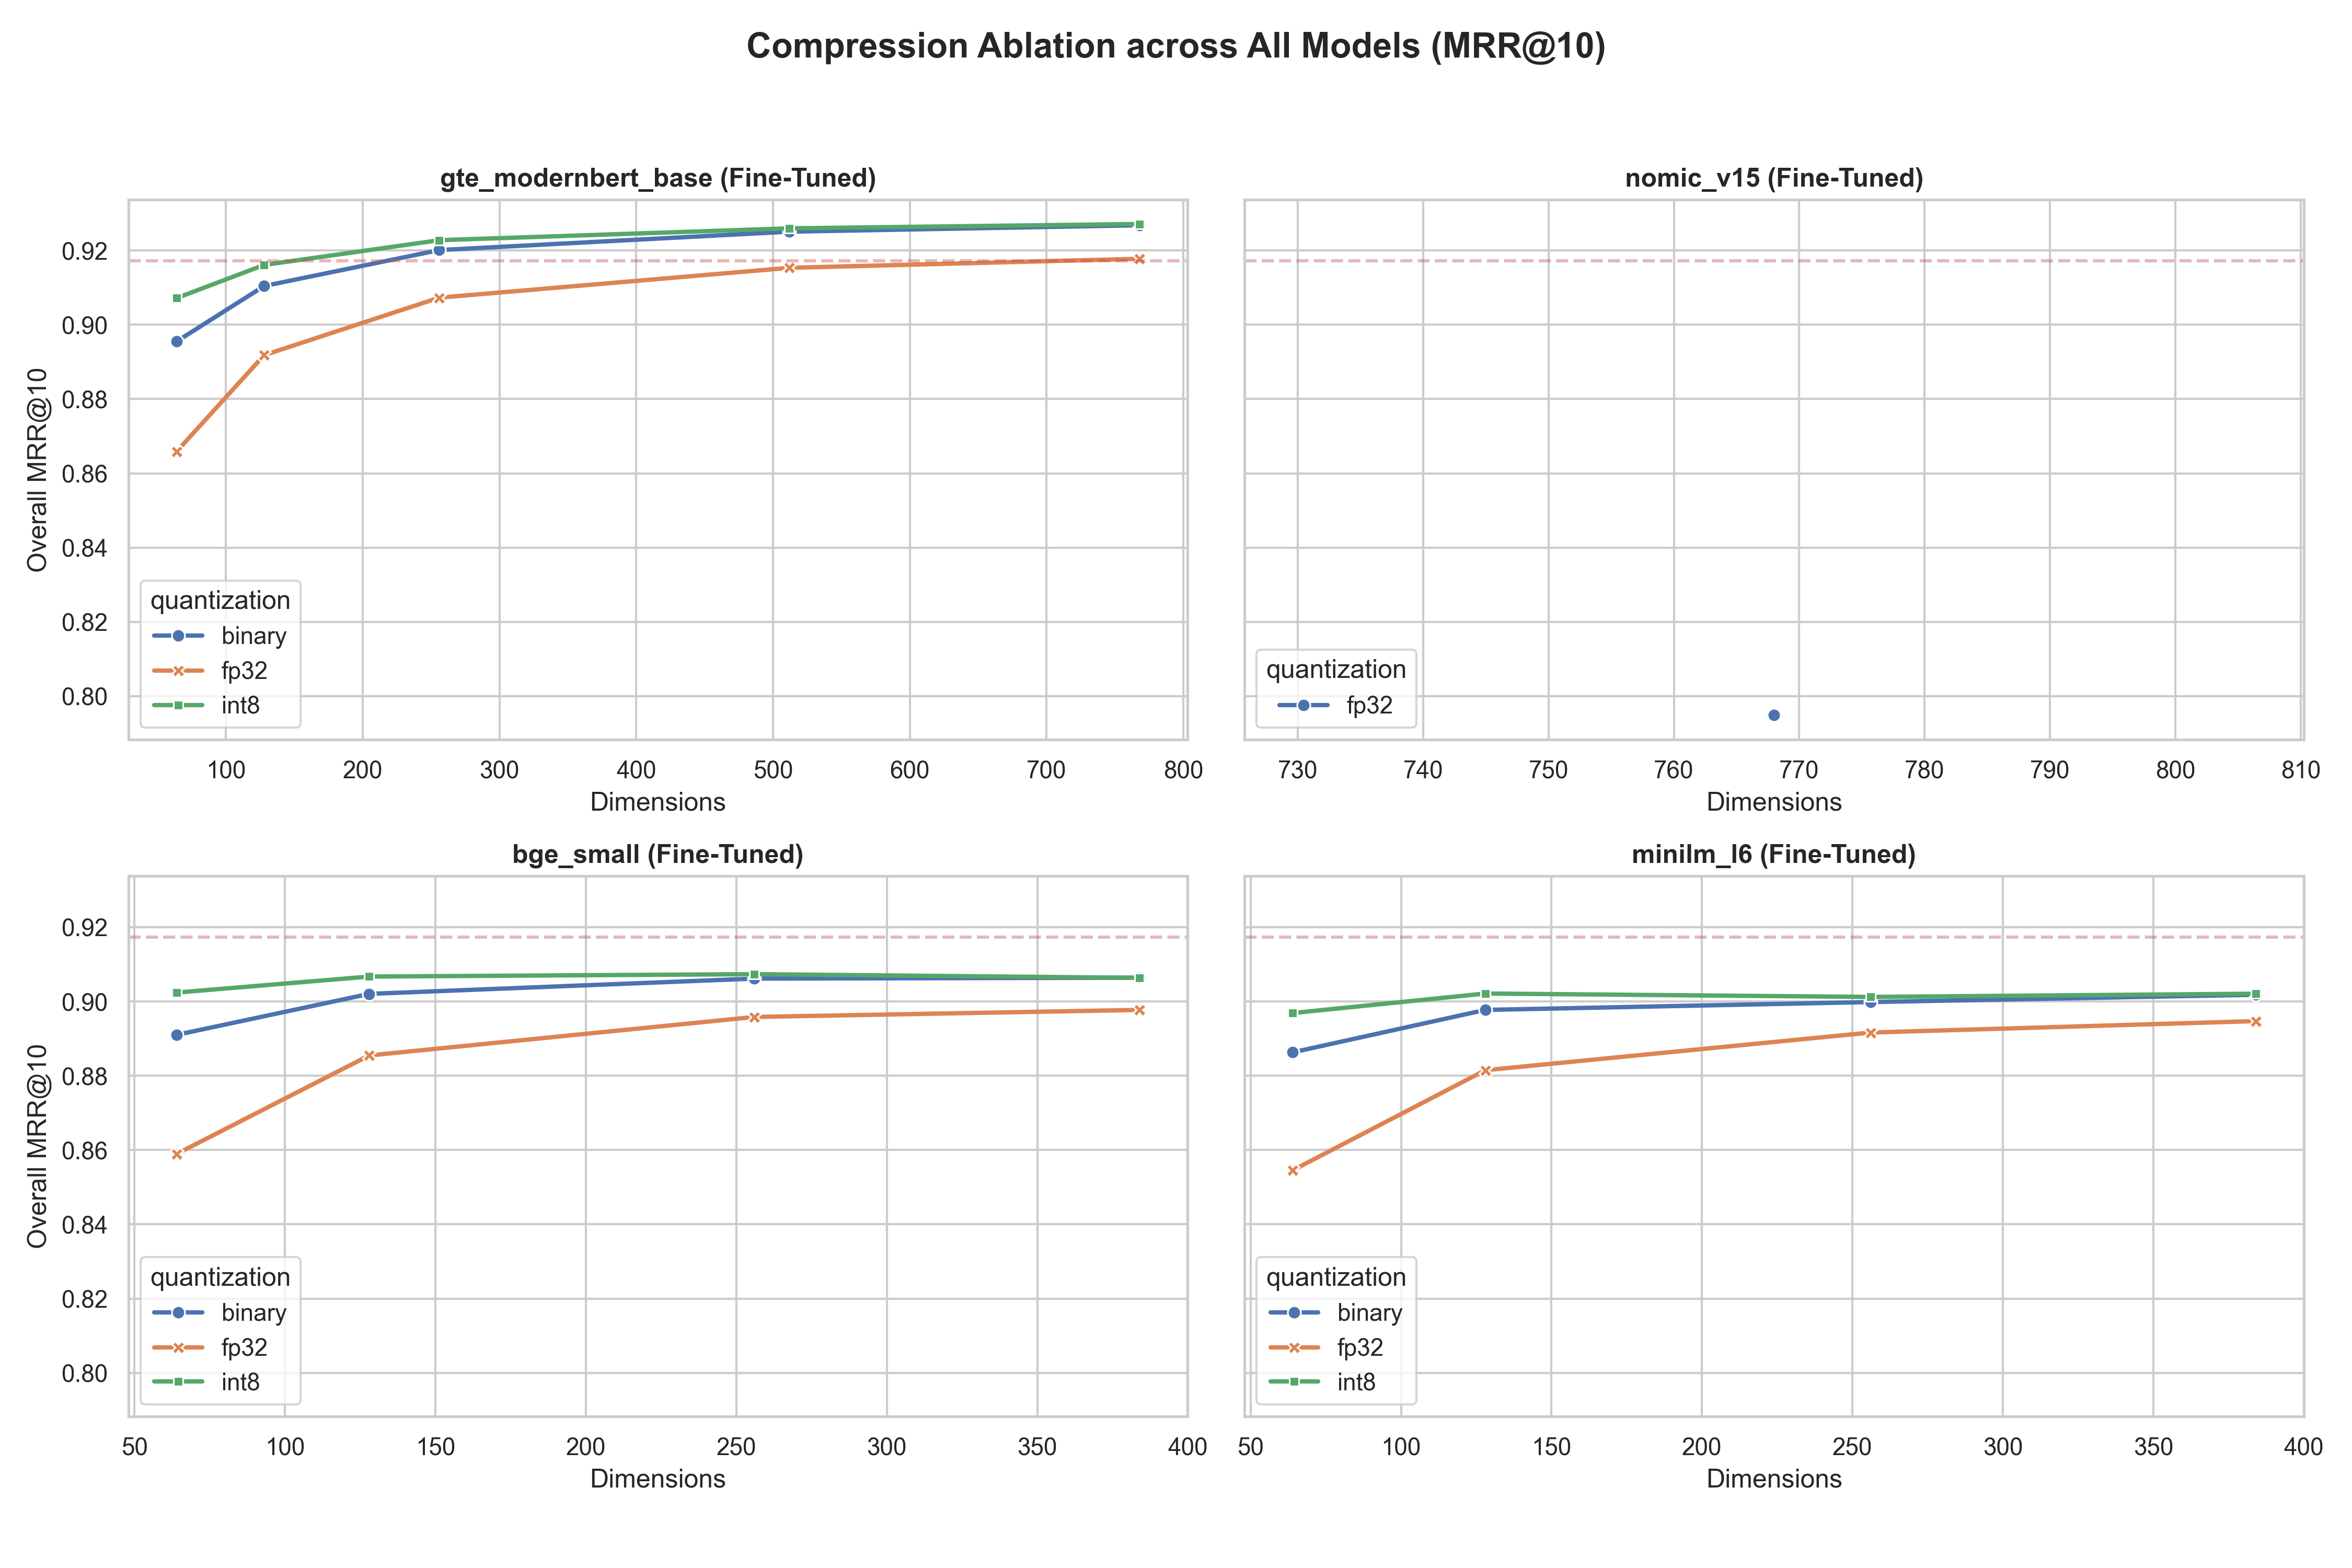 Compression Ablation across All Models (MRR@10)
gte_modernbert_base (Fine-Tuned)
Overall MRR@10
0.92
0.90
0.88
0.86
0.84
0.82
0.80
quantization
binary
fp32
int8
100 200 300 400 500 600 700 800
Dimensions
nomic_v15 (Fine-Tuned)
quantization
fp32
730 740 750 760 770 780 790 800 810
Dimensions
bge_small (Fine-Tuned)
Overall MRR@10
0.92
0.90
0.88
0.86
0.84
0.82
0.80
quantization
binary
fp32
int8
50 100 150 200 250 300 350 400
Dimensions
minilm_l6 (Fine-Tuned)
quantization
binary
fp32
int8
50 100 150 200 250 300 350 400
Dimensions